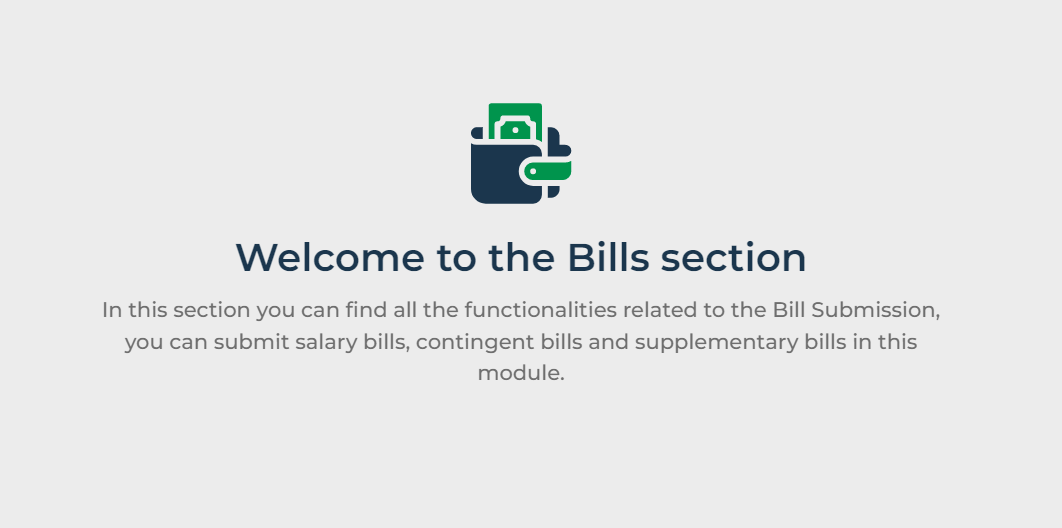 Welcome to the Bills section
In this section you can find all the functionalities related to the Bill Submission,
you can submit salary bills, contingent bills and supplementary bills in this
module.